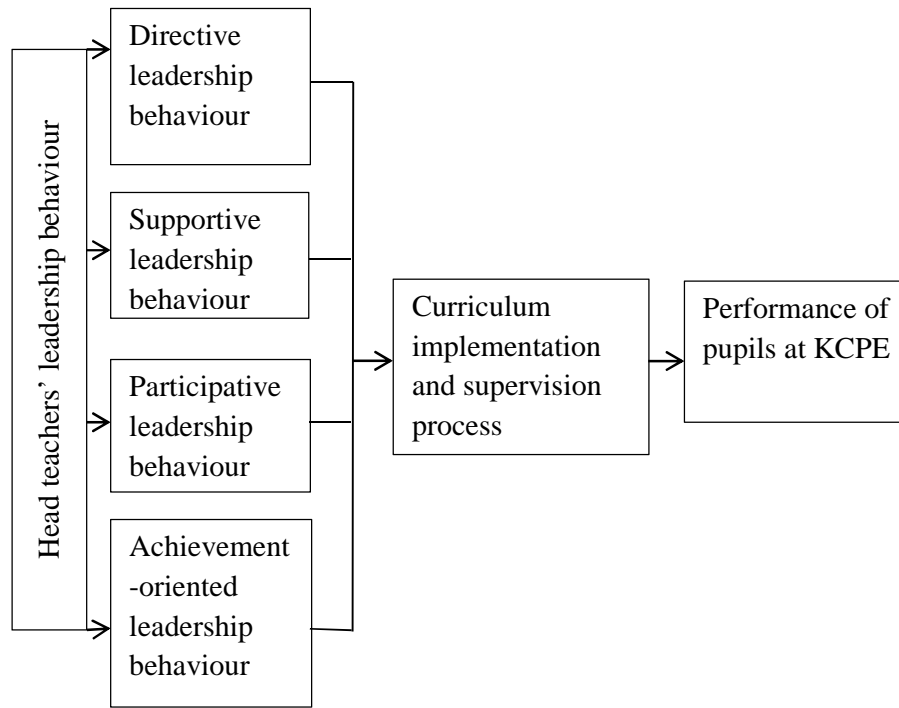 Head teachers’ leadership behaviour
Directive
leadership
behaviour
Supportive
leadership
behaviour
Participative
leadership
behaviour
Achievement
-oriented
leadership
behaviour
Curriculum
implementation
and supervision
process
Performance of
pupils at KCPE